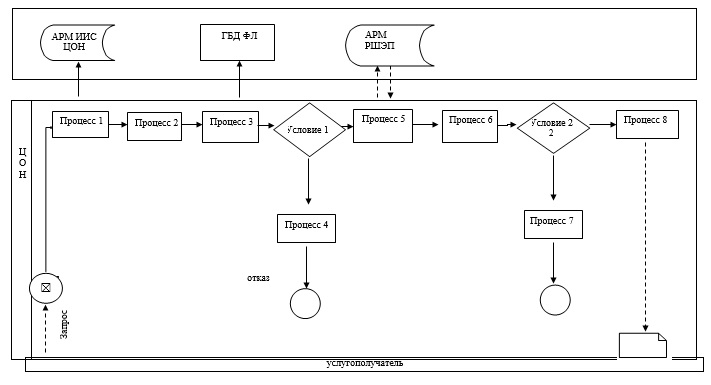 АРМ ИИС
ЦОН
ГБД ФЛ
АРМ
РШЭП
Ц
О
Н
Процесс 1
Процесс 2
Процесс 3
Условие 1
Процесс 5
Процесс 6
Условие 2
2
Процесс 8
Процесс 4
Процесс 7
отказ
Запрос
услугополучатель